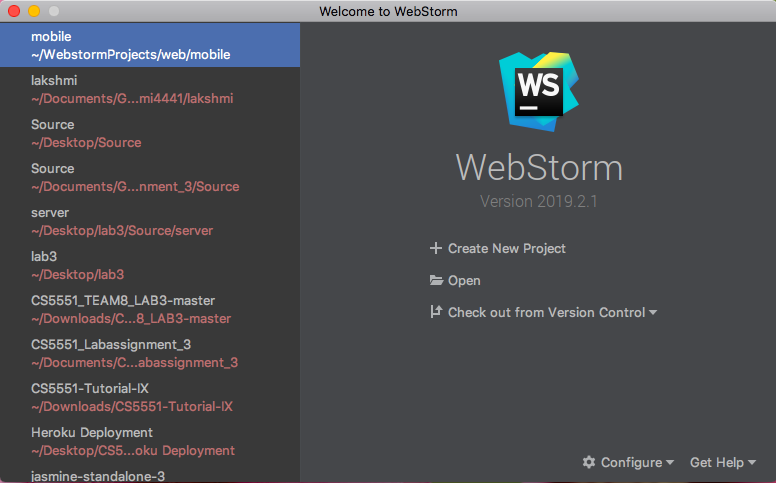 Welcome to WebStorm
mobile
~/WebstormProjects/web/mobile
lakshmi
~/Documents/G...mi4441/lakshmi
Source
~/Desktop/Source
Source
~/Documents/G...nment_3/Source
server
~/Desktop/lab3/Source/server
lab3
~/Desktop/lab3
CS5551_TEAM8_LAB3-master
~/Downloads/C...8_LAB3-master
CS5551_Labassignment_3
~/Documents/C...abassignment_3
CS5551-Tutorial-IX
~/Downloads/CS5551-Tutorial-IX
Heroku Deployment
~/Desktop/CS5...oku Deployment
jasmine-standalone-3
WS
WebStorm
Version 2019.2.1
Create New Project
Open
Check out from Version Control
Configure
Get Help